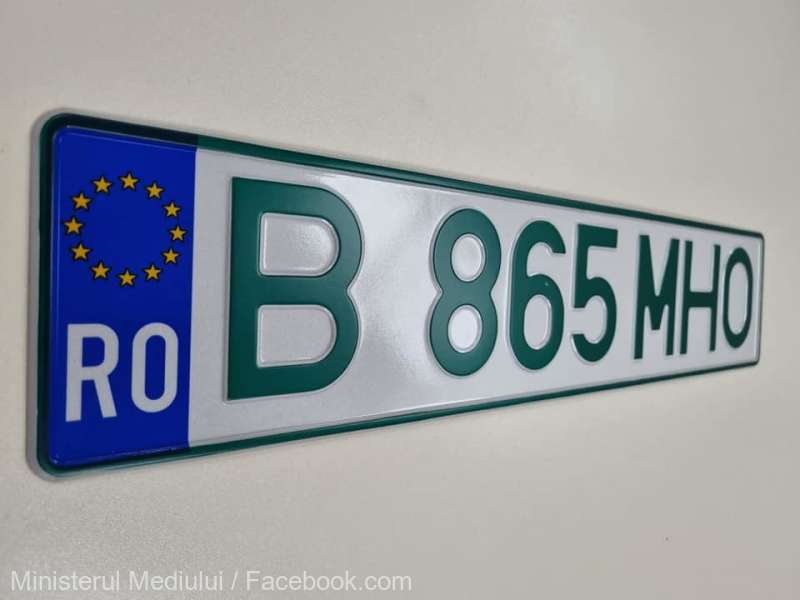 RO B 865 MHO
Ministerul Mediului / Facebook.com